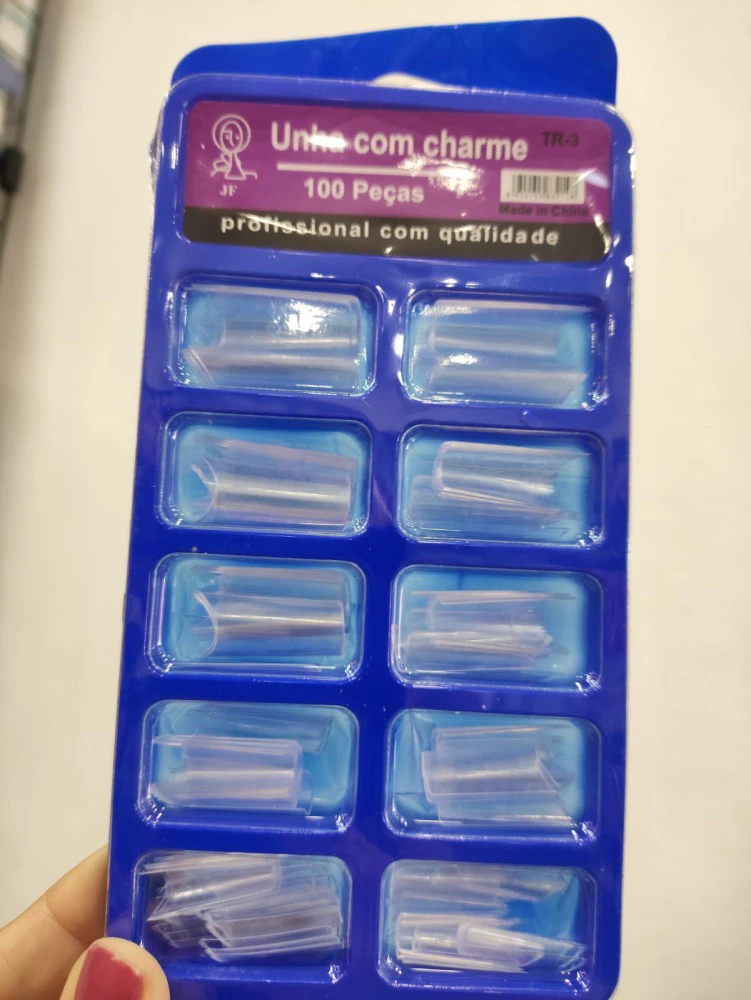 Unha com charme
TR-3
JF
100 Peças
Made in China
profissional com qualidade